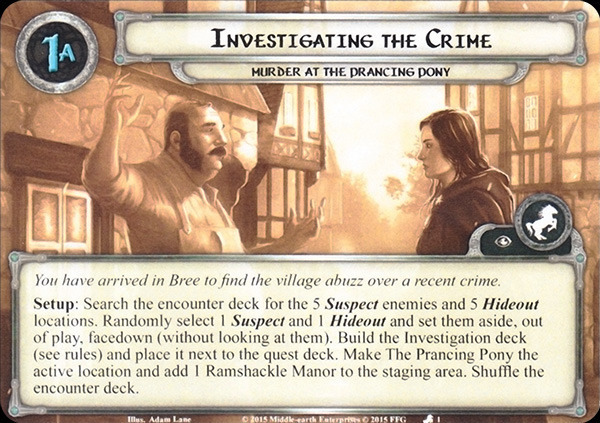 1A
Investigating the Crime
Murder at the Prancing Pony
You have arrived in Bree to find the village abuzz over a recent crime.
Setup: Search the encounter deck for the 5 Suspect enemies and 5 Hideout
locations. Randomly select 1 Suspect and 1 Hideout and set them aside, out
of play, facedown (without looking at them). Build the Investigation deck
(see rules) and place it next to the quest deck. Make The Prancing Pony the
active location and add 1 Ramshackle Manor to the staging area. Shuffle the
encounter deck.
Illus. Adam Lane © 2015 Middle-earth Enterprises © 2015 FFG 1